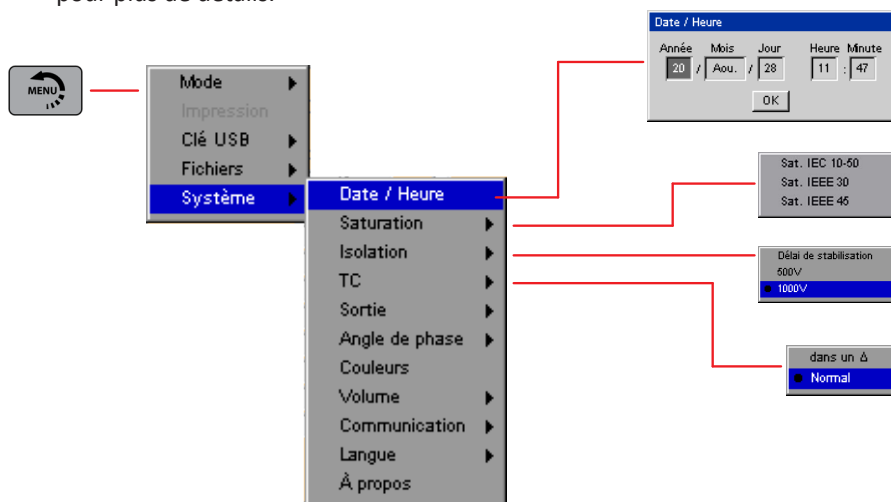 pour plus de détails.
MENU
Mode
Impression
Clé USB
Fichiers
Système
Date / Heure
Saturation
Isolation
TC
Sortie
Angle de phase
Couleurs
Volume
Communication
Langue
À propos
Date / Heure
Année Mois Jour Heure Minute
20 / Aou. / 28 11 : 47
OK
Sat. IEC 10-50
Sat. IEEE 30
Sat. IEEE 45
Délai de stabilisation
500V
1000V
dans un Δ
Normal